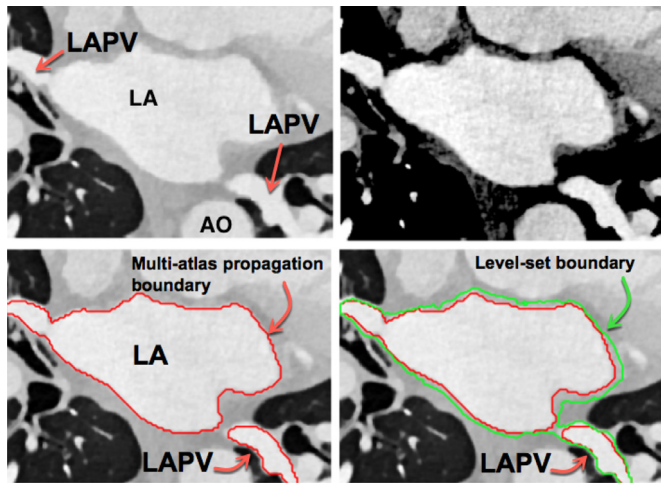 LAPV
LA
LAPV
AO
Multi-atlas propagation
boundary
LA
LAPV
Level-set boundary
LAPV